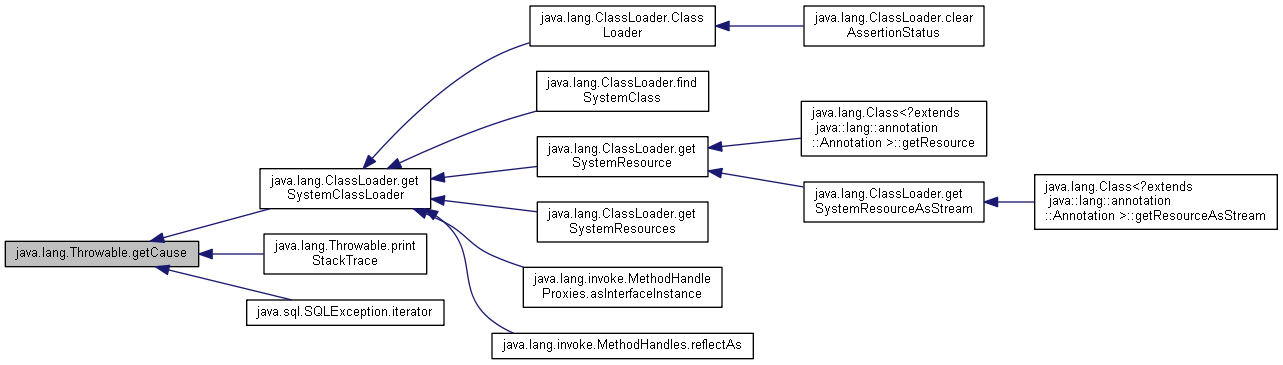 java.lang.Throwable.getCause
java.lang.ClassLoader.get
SystemClassLoader
java.lang.Throwable.print
StackTrace
java.sql.SQLException.iterator
java.lang.ClassLoader.Class
Loader
java.lang.ClassLoader.find
SystemClass
java.lang.ClassLoader.get
SystemResource
java.lang.ClassLoader.get
SystemResources
java.lang.invoke.MethodHandle
Proxies.asInterfaceInstance
java.lang.invoke.MethodHandles.reflectAs
java.lang.ClassLoader.clear
AssertionStatus
java.lang.Class<?extends
java::lang::annotation
::Annotation >::getResource
java.lang.ClassLoader.get
SystemResourceAsStream
java.lang.Class<?extends
java::lang::annotation
::Annotation >::getResourceAsStream